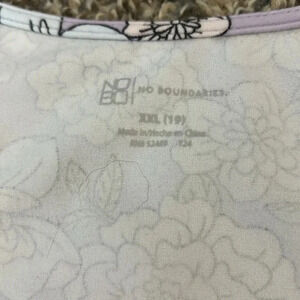 NO
BO
NO BOUNDARIES.
XXL (19)
Made in/Hecho en China